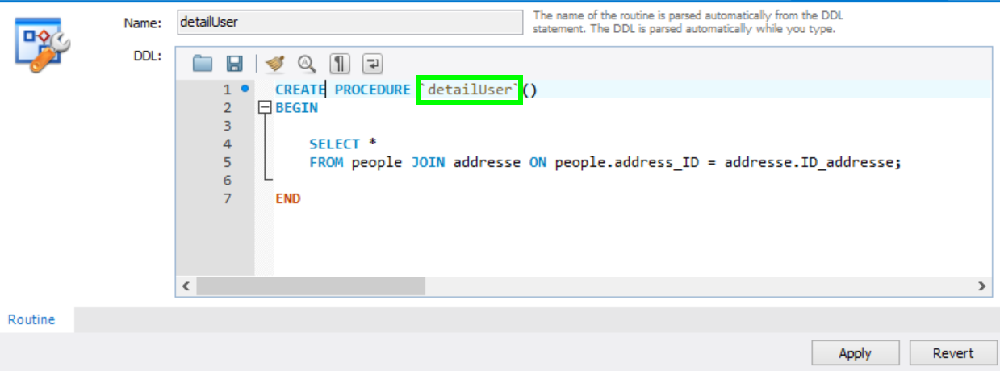 Name: detailUser The name of the routine is parsed automatically from the DDL
statement. The DDL is parsed automatically while you type.
DDL:
1 CREATE PROCEDURE `detailUser`()
2 BEGIN
3
4 SELECT *
5 FROM people JOIN addresse ON people.address_ID = addresse.ID_addresse;
6
7 END
Routine
Apply Revert